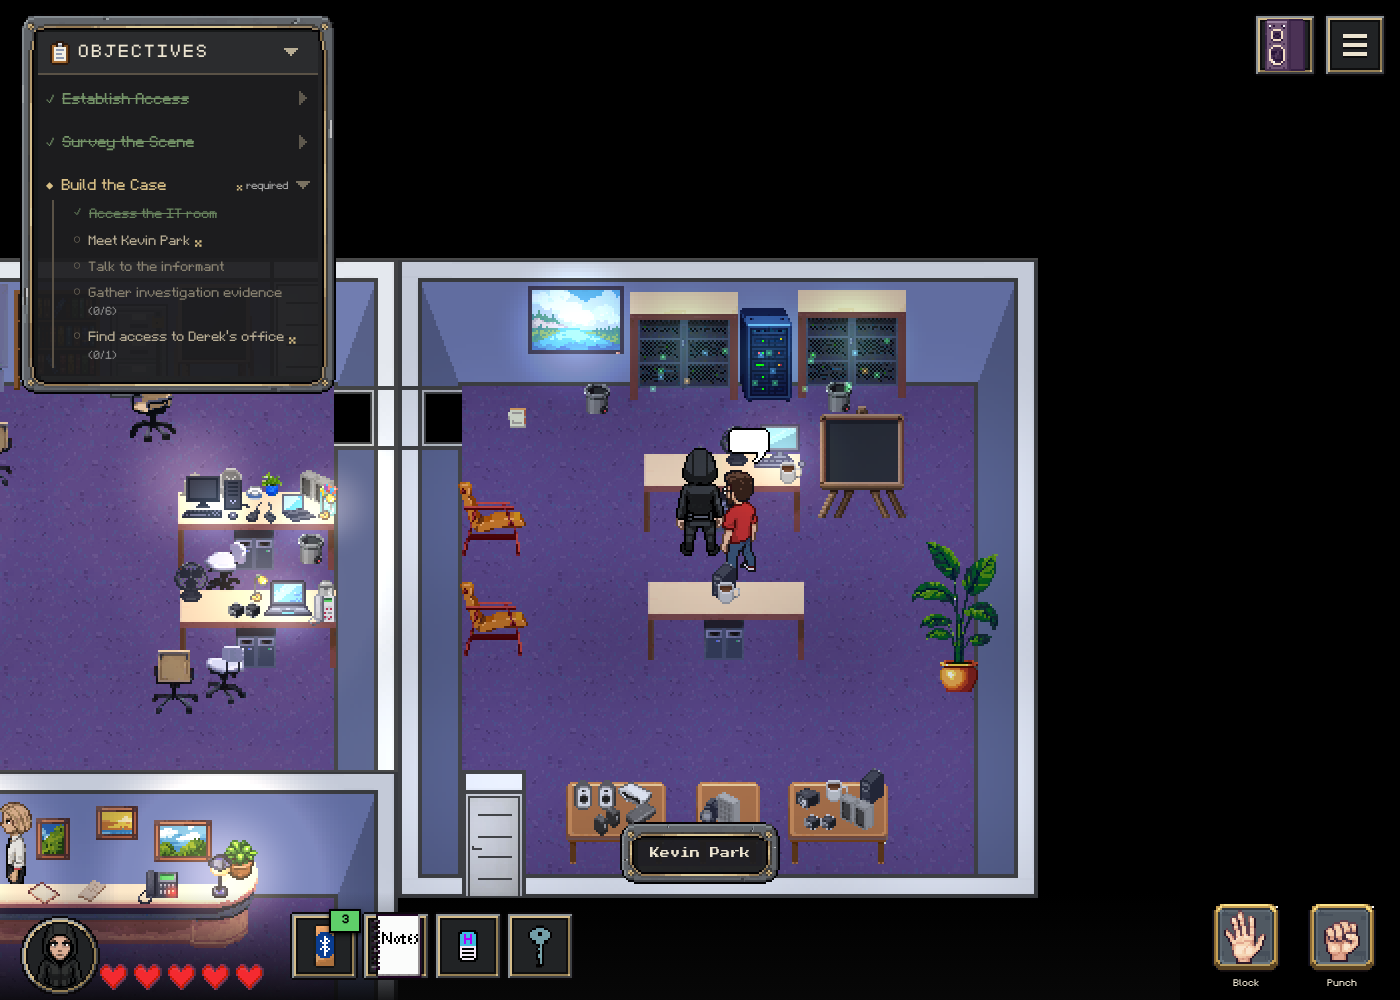 OBJECTIVES
Establish Access
Survey the Scene
Build the Case
required
Access the IT room
Meet Kevin Park
Talk to the informant
Gather investigation evidence
(0/6)
Find access to Derek's office
(0/1)
Kevin Park
3
Notes
H
Block
Punch